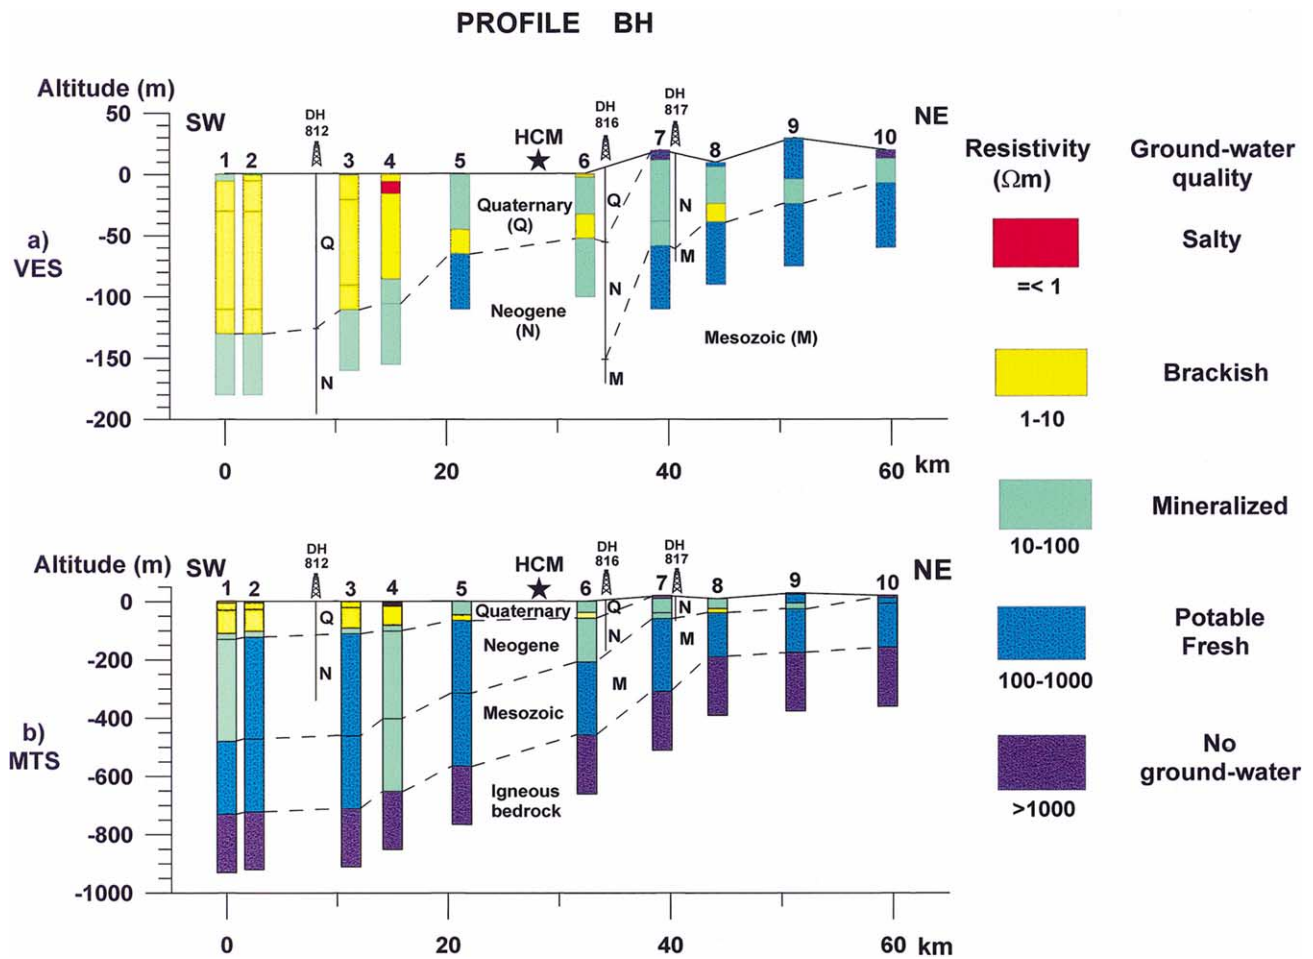 PROFILE BH
Altitude (m)
SW
DH
812
HCM
DH
816
DH
817
NE
1 2 3 4 5 6 7 8 9 10
50
0
-50
-100
-150
-200
a)
VES
Q
N
Quaternary
(Q)
Neogene
(N)
Q
N
M
N
M
Mesozoic (M)
0 20 40 60 km
Resistivity
(Ωm)
Ground-water
quality
Salty
=< 1
Brackish
1-10
Mineralized
10-100
Potable
Fresh
100-1000
No
ground-water
>1000
Altitude (m)
SW
DH
812
HCM
DH
816
DH
817
NE
1 2 3 4 5 6 7 8 9 10
0
-200
-400
-600
-800
-1000
b)
MTS
Q
N
Quaternary
Neogene
Mesozoic
Igneous
bedrock
Q
N
M
N
M
0 20 40 60 km